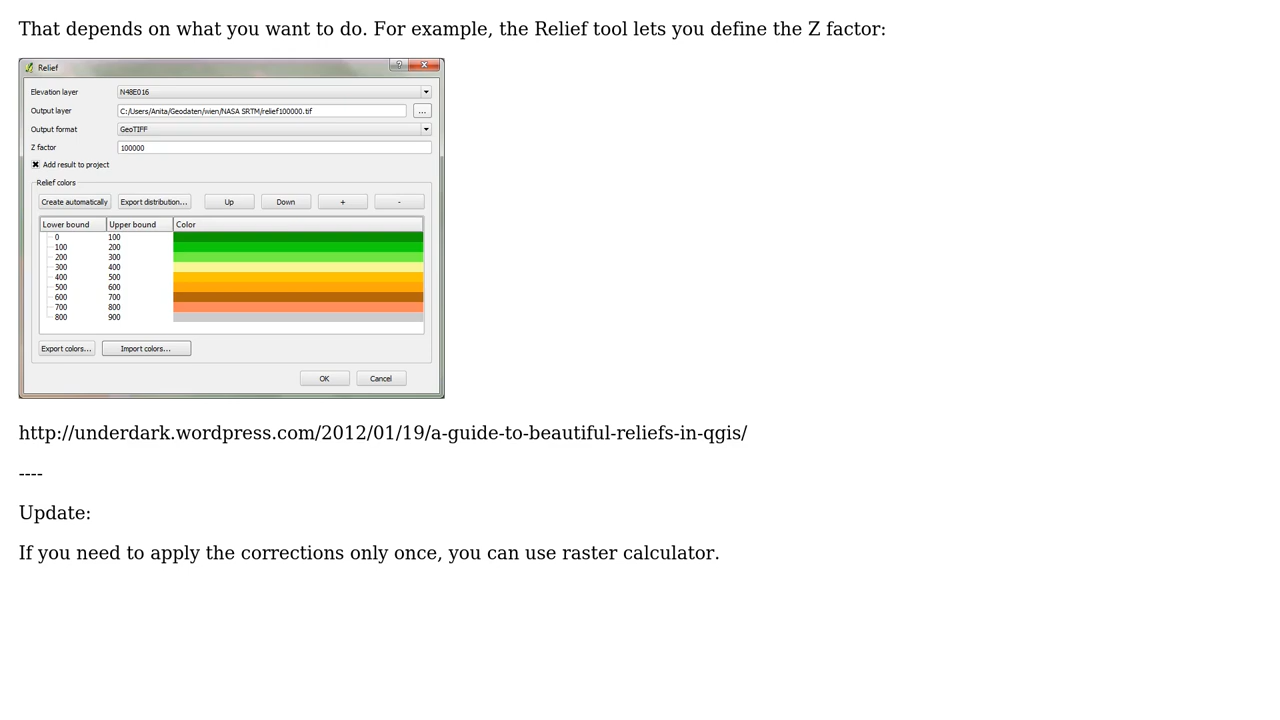 That depends on what you want to do. For example, the Relief tool lets you define the Z factor:
Relief
?
Elevation layer N48E016
Output layer C:/Users/Anita/Geodaten/wien/NASA SRTM/relief100000.tif ...
Output format GeoTIFF
Z factor 100000
Add result to project
Relief colors
Create automatically Export distribution... Up Down + -
Lower bound Upper bound Color
0 100
100 200
200 300
300 400
400 500
500 600
600 700
700 800
800 900
Export colors... Import colors...
OK Cancel
http://underdark.wordpress.com/2012/01/19/a-guide-to-beautiful-reliefs-in-qgis/
----
Update:
If you need to apply the corrections only once, you can use raster calculator.